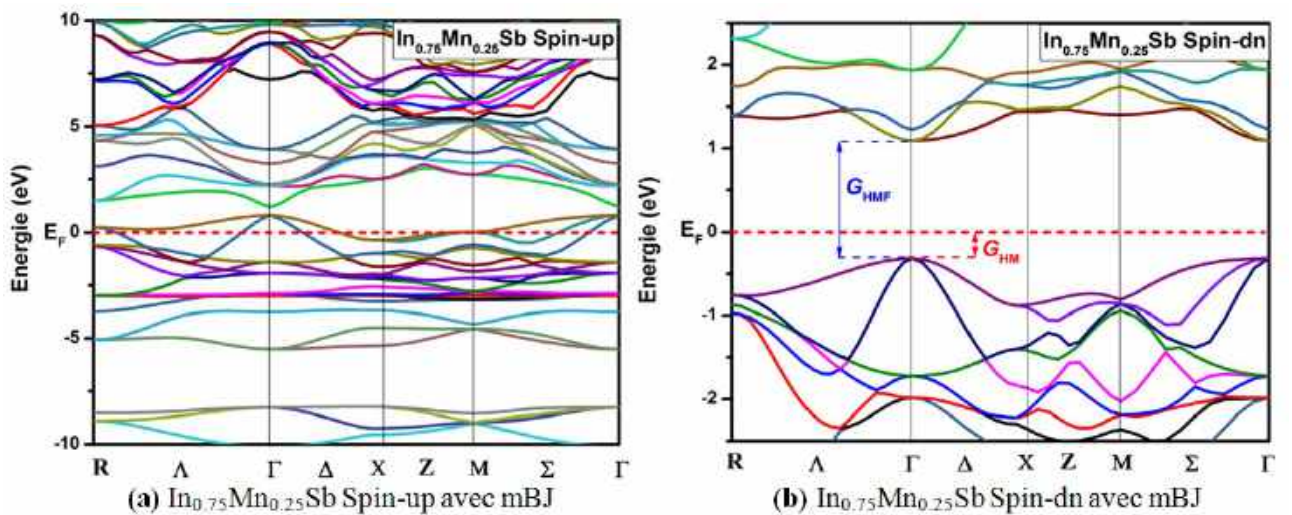 In0.75Mn0.25Sb Spin-up
Energie (eV)
10
5
EF 0
-5
-10
R Λ Γ Δ X Z M Σ Γ
(a) In0.75Mn0.25Sb Spin-up avec mBJ
In0.75Mn0.25Sb Spin-dn
Energie (eV)
2
1
EF 0
-1
-2
GHMF
GHM
R Λ Γ Δ X Z M Σ Γ
(b) In0.75Mn0.25Sb Spin-dn avec mBJ